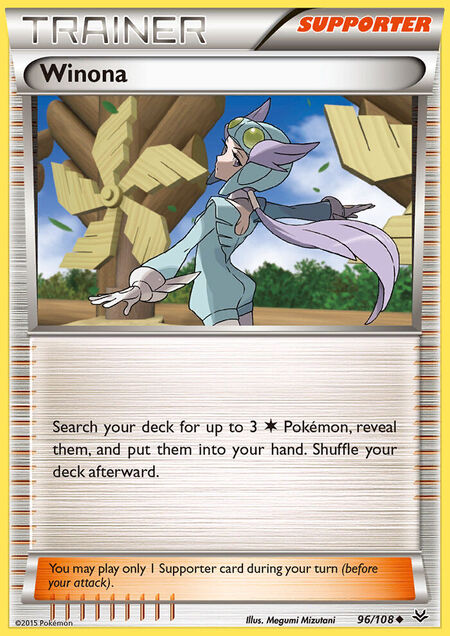 TRAINER SUPPORTER
Winona
Search your deck for up to 3 Pokémon, reveal
them, and put them into your hand. Shuffle your
deck afterward.
You may play only 1 Supporter card during your turn (before
your attack).
©2015 Pokémon Illus. Megumi Mizutani 96/108